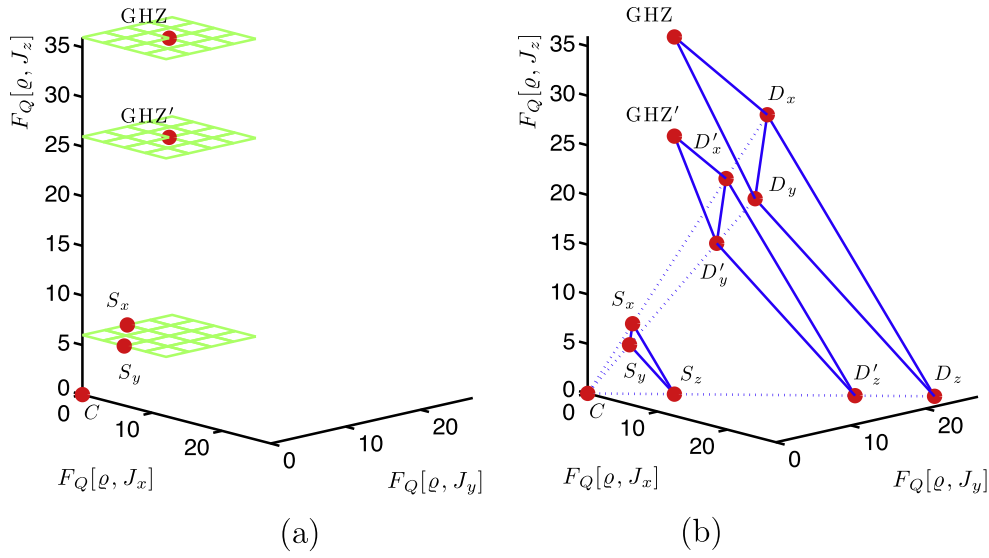 GHZ
F_Q[ϱ, J_z]
35
30
GHZ′
25
20
15
10
S_x
5
S_y
0
C
0
10
20
0
10
20
F_Q[ϱ, J_x]
F_Q[ϱ, J_y]
(a)
GHZ
F_Q[ϱ, J_z]
35
30
D_x
GHZ′
25
D′_x
20
D_y
15
D′_y
10
S_x
5
S_y
S_z
D′_z
D_z
0
C
0
10
20
0
10
20
F_Q[ϱ, J_x]
F_Q[ϱ, J_y]
(b)